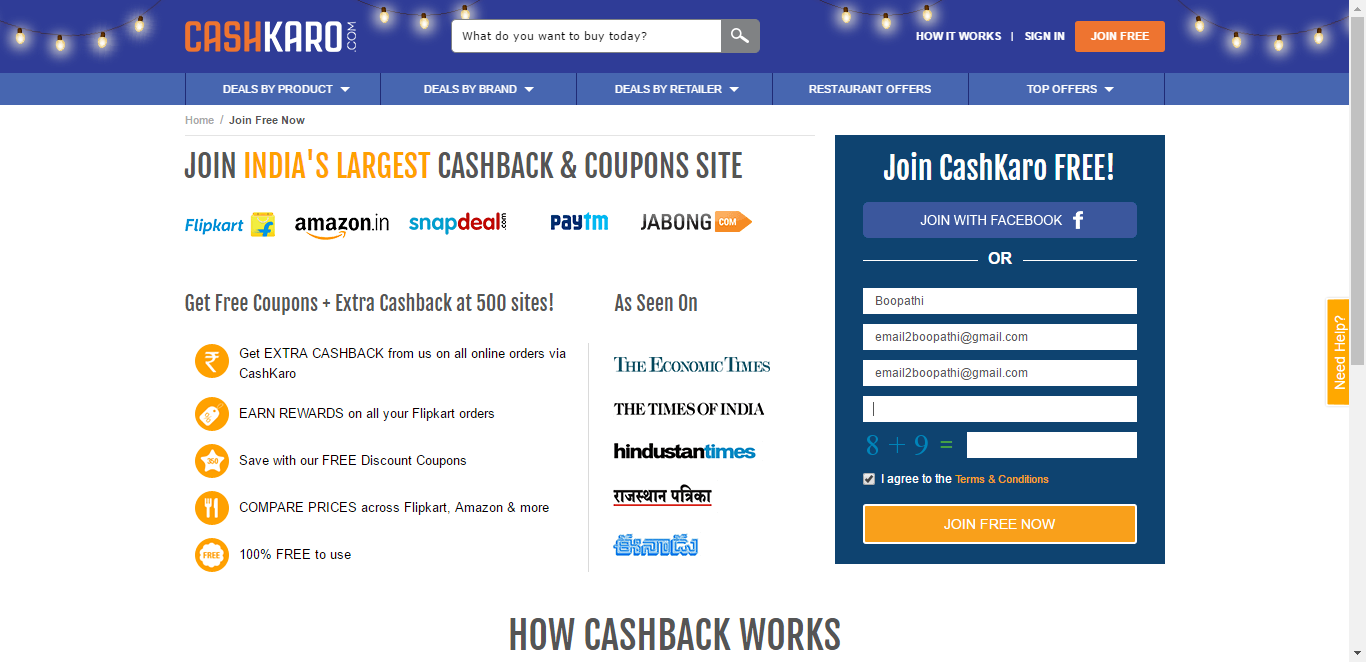 CASHKARO.COM
What do you want to buy today?
HOW IT WORKS | SIGN IN JOIN FREE
DEALS BY PRODUCT DEALS BY BRAND DEALS BY RETAILER RESTAURANT OFFERS TOP OFFERS
Home / Join Free Now
JOIN INDIA'S LARGEST CASHBACK & COUPONS SITE
Flipkart amazon.in snapdeal.com paytm JABONG COM
Get Free Coupons + Extra Cashback at 500 sites!
Get EXTRA CASHBACK from us on all online orders via
CashKaro
EARN REWARDS on all your Flipkart orders
350
Save with our FREE Discount Coupons
COMPARE PRICES across Flipkart, Amazon & more
FREE
100% FREE to use
As Seen On
THE ECONOMIC TIMES
THE TIMES OF INDIA
hindustantimes
राजस्थान पत्रिका
ఈనాడు
Join CashKaro FREE!
JOIN WITH FACEBOOK f
OR
Boopathi
email2boopathi@gmail.com
email2boopathi@gmail.com
8 + 9 =
I agree to the Terms & Conditions
JOIN FREE NOW
Need Help?
HOW CASHBACK WORKS